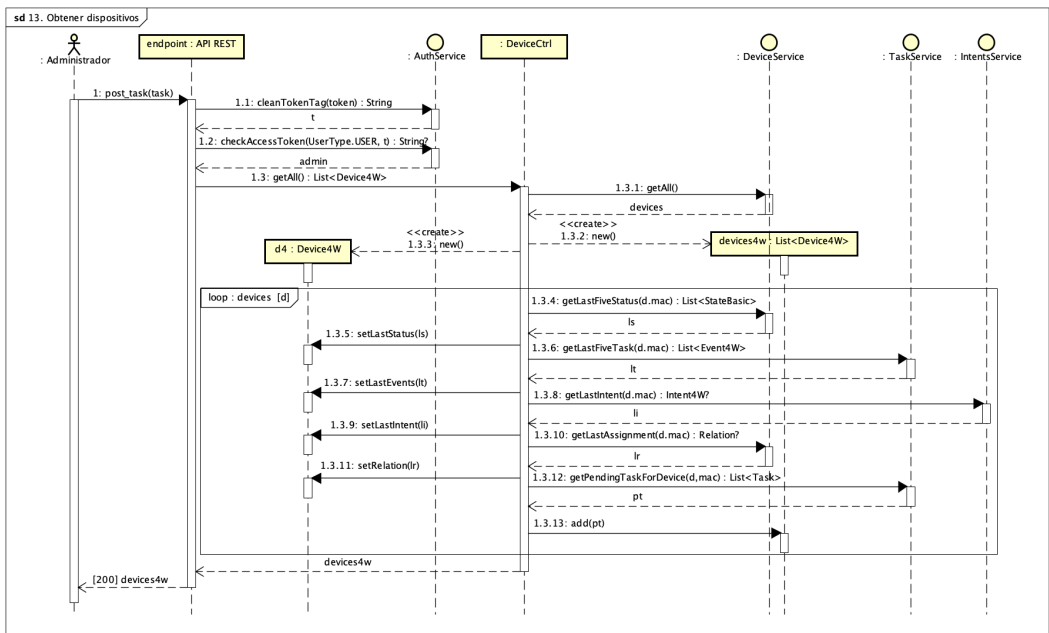 sd 13. Obtener dispositivos
: Administrador
endpoint : API REST
: AuthService
: DeviceCtrl
: DeviceService
: TaskService
: IntentsService
1: post_task(task)
1.1: cleanTokenTag(token) : String
t
1.2: checkAccessToken(UserType.USER, t) : String?
admin
1.3: getAll() : List<Device4W>
1.3.1: getAll()
devices
<<create>>
1.3.2: new()
devices4w : List<Device4W>
<<create>>
1.3.3: new()
d4 : Device4W
loop : devices [d]
1.3.4: getLastFiveStatus(d.mac) : List<StateBasic>
ls
1.3.5: setLastStatus(ls)
1.3.6: getLastFiveTask(d.mac) : List<Event4W>
lt
1.3.7: setLastEvents(lt)
1.3.8: getLastIntent(d.mac) : Intent4W?
li
1.3.9: setLastIntent(li)
1.3.10: getLastAssignment(d.mac) : Relation?
lr
1.3.11: setRelation(lr)
1.3.12: getPendingTaskForDevice(d,mac) : List<Task>
pt
1.3.13: add(pt)
devices4w
[200] devices4w